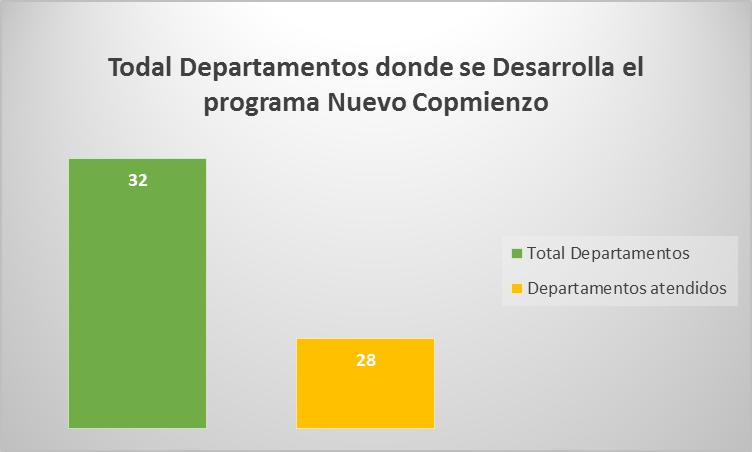 Todal Departamentos donde se Desarrolla el
programa Nuevo Copmienzo
32
28
Total Departamentos
Departamentos atendidos